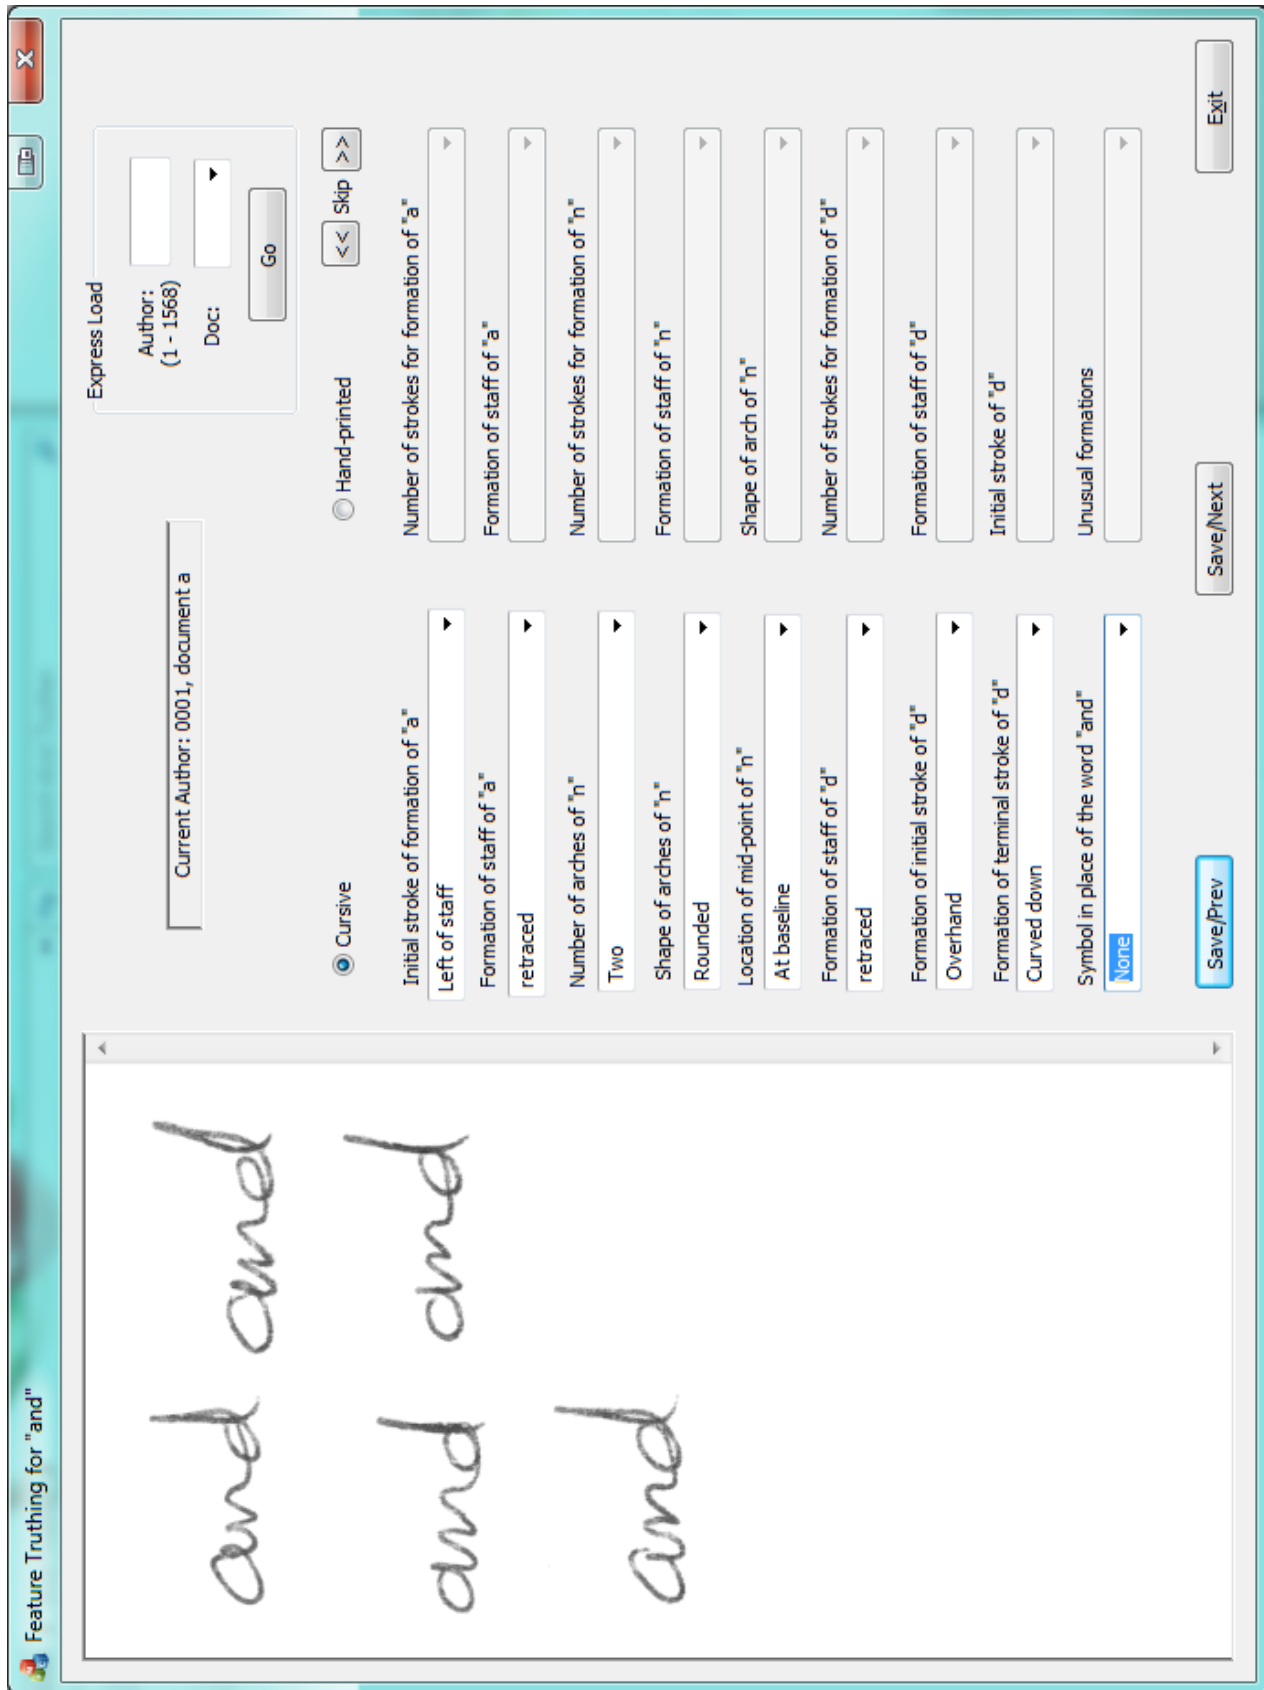 Feature Truthing for "and"
and and
and and
and
Current Author: 0001, document a
Express Load
Author:
(1 - 1568)
Doc:
Go
Cursive
Hand-printed
<< Skip >>
Initial stroke of formation of "a"
Left of staff
Formation of staff of "a"
retraced
Number of arches of "n"
Two
Shape of arches of "n"
Rounded
Location of mid-point of "n"
At baseline
Formation of staff of "d"
retraced
Formation of initial stroke of "d"
Overhand
Formation of terminal stroke of "d"
Curved down
Symbol in place of the word "and"
None
Number of strokes for formation of "a"
Formation of staff of "a"
Number of strokes for formation of "n"
Formation of staff of "n"
Shape of arch of "n"
Number of strokes for formation of "d"
Formation of staff of "d"
Initial stroke of "d"
Unusual formations
Save/Prev
Save/Next
Exit